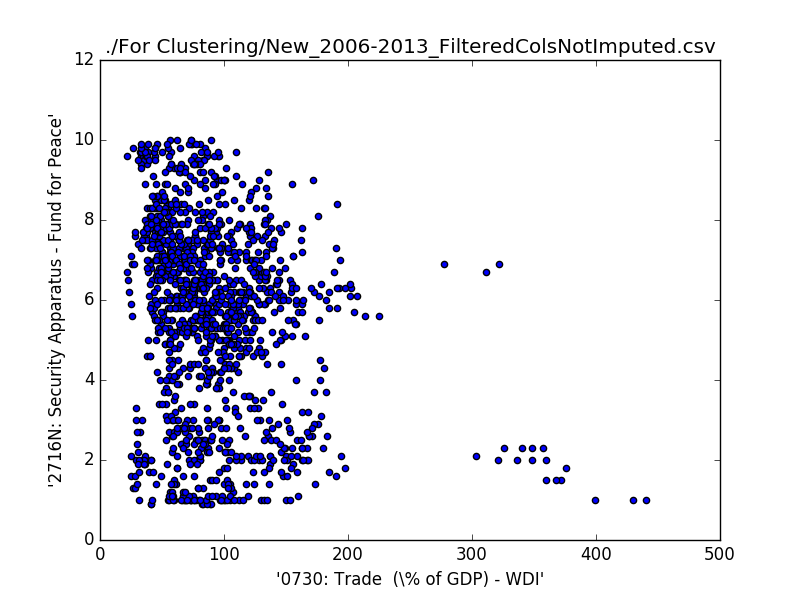 ./For Clustering/New_2006-2013_FilteredColsNotImputed.csv
12
10
8
6
4
2
0
'2716N: Security Apparatus - Fund for Peace'
0 100 200 300 400 500
'0730: Trade  (\% of GDP) - WDI'